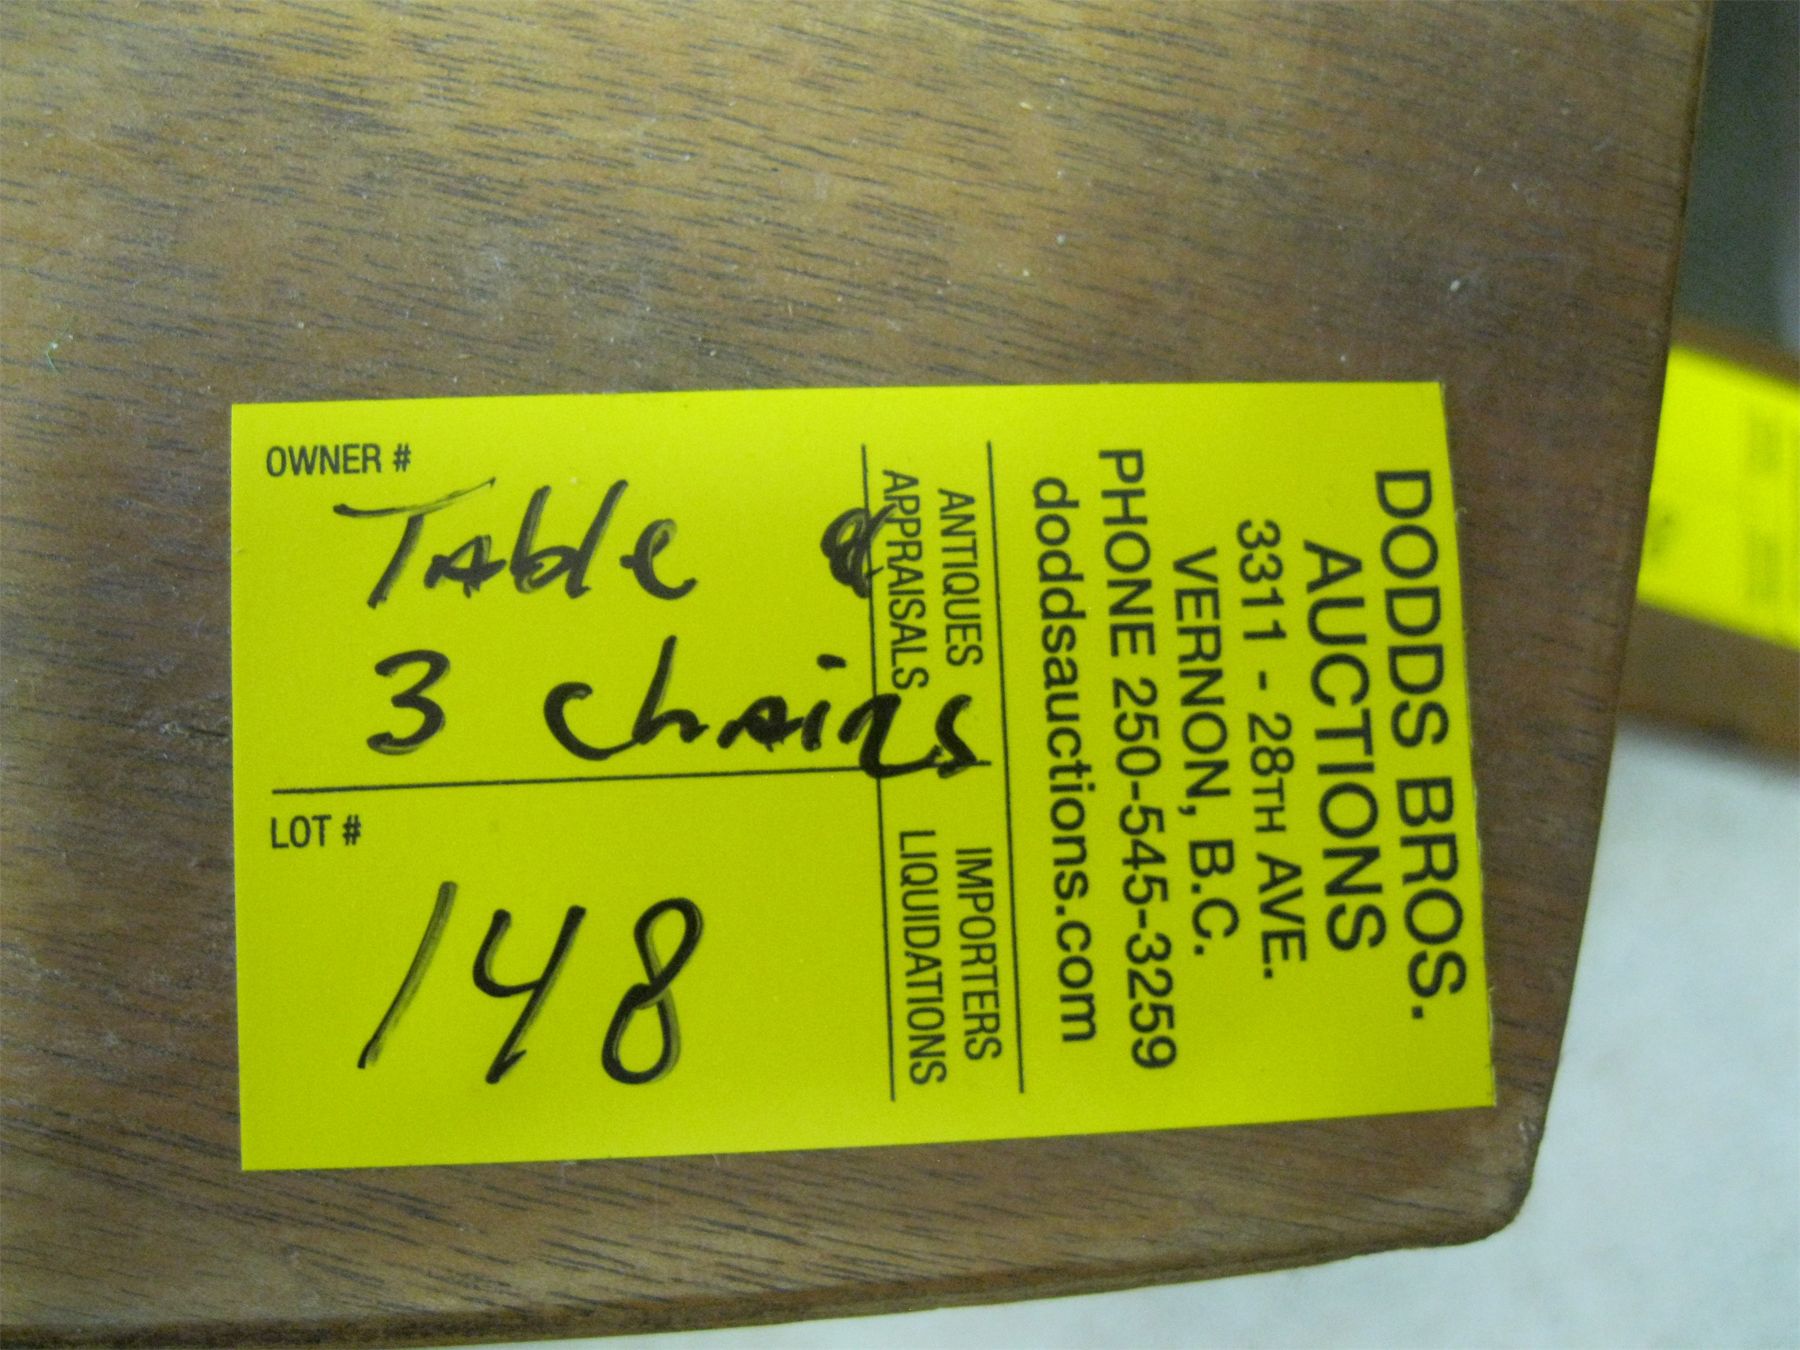 DODDS BROS.
AUCTIONS
3311 - 28TH AVE.
VERNON, B.C.
PHONE 250-545-3259
doddsauctions.com
ANTIQUES
APPRAISALS
IMPORTERS
LIQUIDATIONS
OWNER #
Table &
3 chairs
LOT #
148